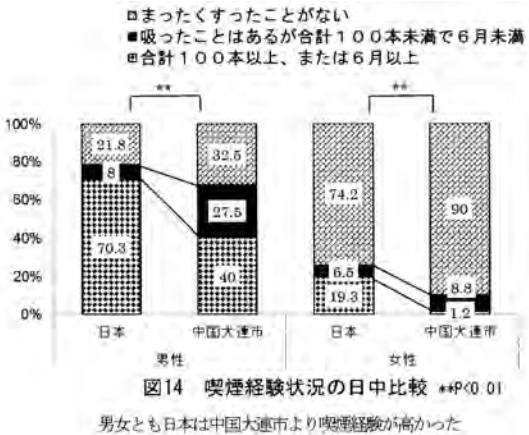 まったくすったことがない
吸ったことはあるが合計１００本未満で６月未満
合計１００本以上、または６月以上
** **
100%
80%
60%
40%
20%
0%
21.8 32.5 74.2 90
8 27.5 6.5 8.8
70.3 40 19.3 1.2
日本 中国大連市 日本 中国大連市
男性 女性
図14 喫煙経験状況の日中比較 **P<0.01
男女とも日本は中国大連市より喫煙経験が高かった